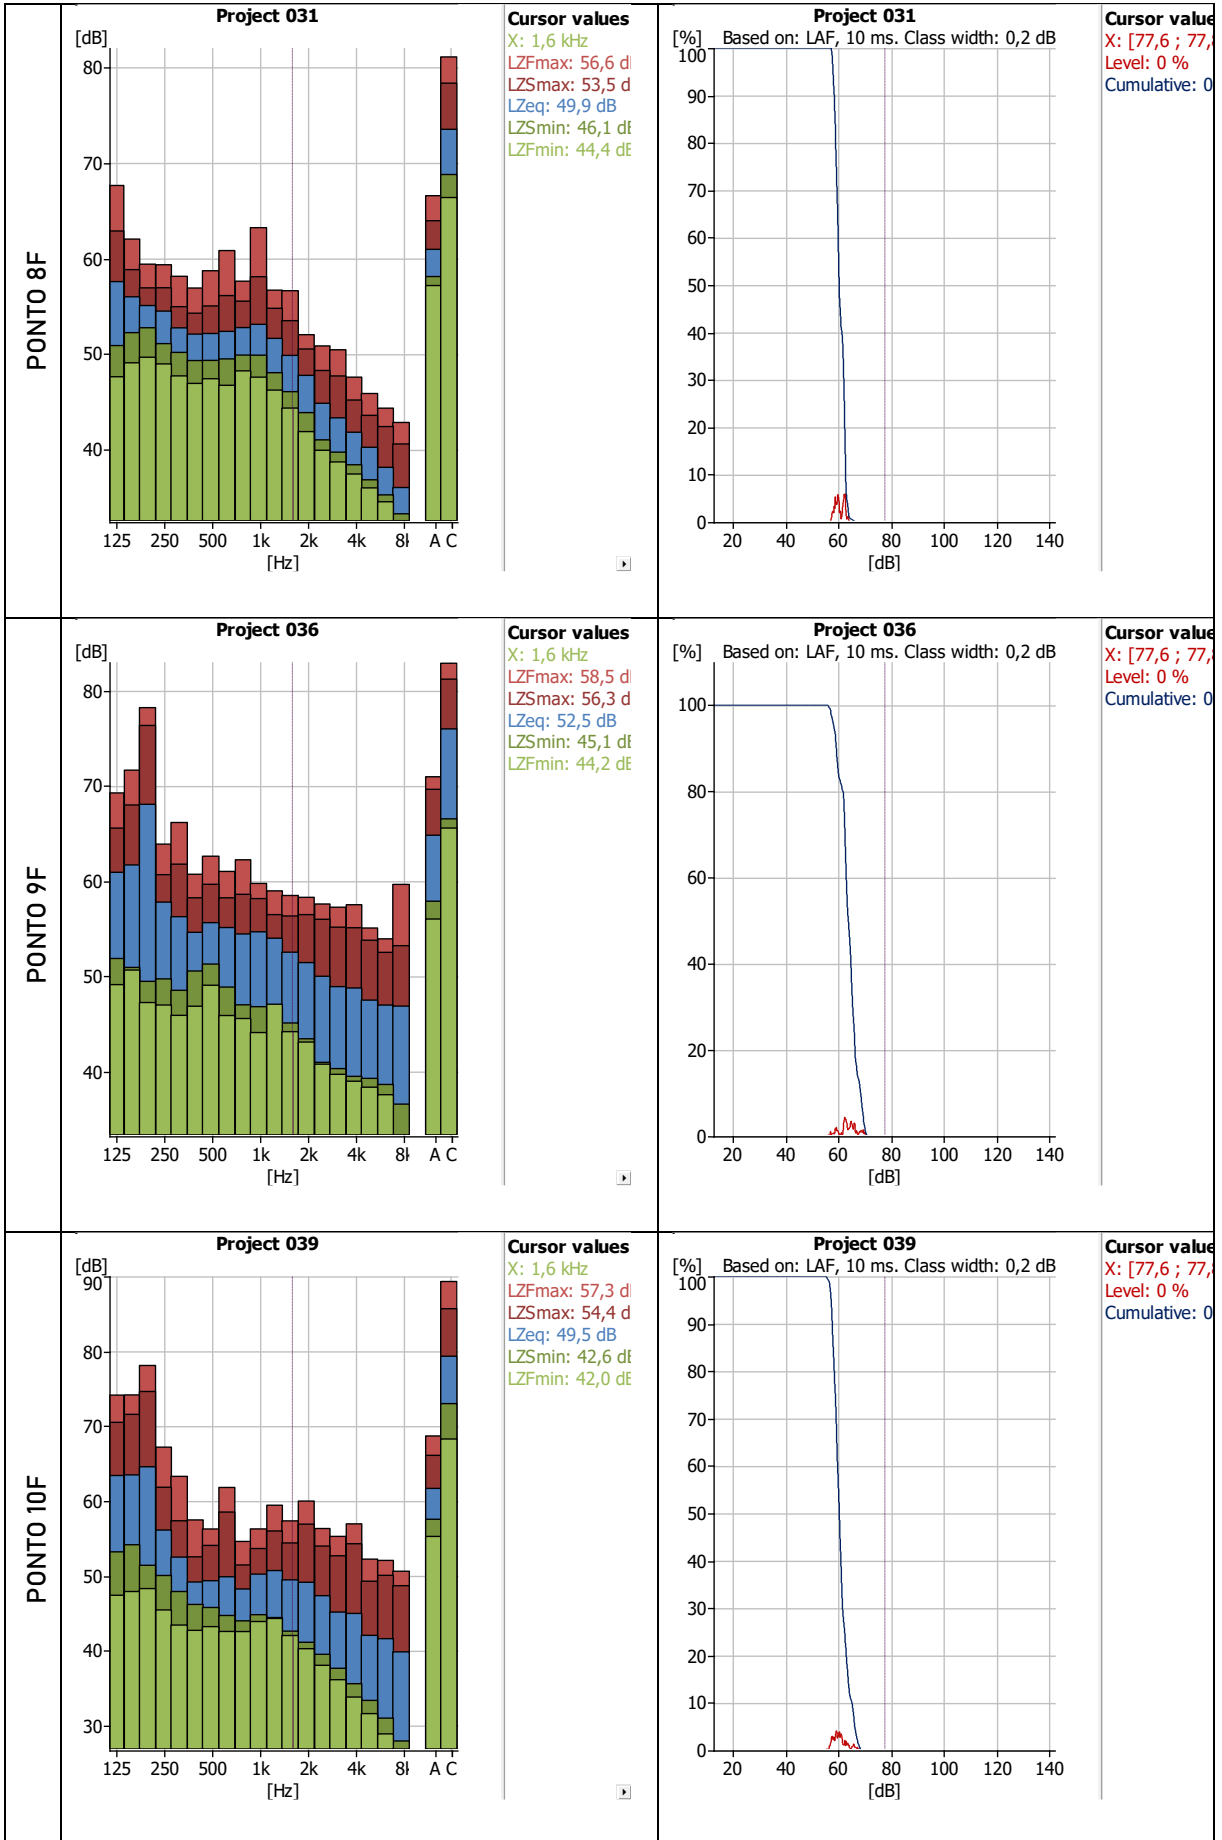 PONTO 8F
Project 031
[dB]
80
70
60
50
40
125 250 500 1k 2k 4k 8k A C
[Hz]
Cursor values
X: 1,6 kHz
LZFmax: 56,6 dB
LZSmax: 53,5 d
LZeq: 49,9 dB
LZSmin: 46,1 dB
LZFmin: 44,4 dB
Project 031
[%] Based on: LAF, 10 ms. Class width: 0,2 dB
100
90
80
70
60
50
40
30
20
10
0
20 40 60 80 100 120 140
[dB]
Cursor value
X: [77,6 ; 77,
Level: 0 %
Cumulative: 0
PONTO 9F
Project 036
[dB]
80
70
60
50
40
125 250 500 1k 2k 4k 8k A C
[Hz]
Cursor values
X: 1,6 kHz
LZFmax: 58,5 dB
LZSmax: 56,3 d
LZeq: 52,5 dB
LZSmin: 45,1 dB
LZFmin: 44,2 dB
Project 036
[%] Based on: LAF, 10 ms. Class width: 0,2 dB
100
80
60
40
20
0
20 40 60 80 100 120 140
[dB]
Cursor value
X: [77,6 ; 77,
Level: 0 %
Cumulative: 0
PONTO 10F
Project 039
[dB]
90
80
70
60
50
40
30
125 250 500 1k 2k 4k 8k A C
[Hz]
Cursor values
X: 1,6 kHz
LZFmax: 57,3 dB
LZSmax: 54,4 d
LZeq: 49,5 dB
LZSmin: 42,6 dB
LZFmin: 42,0 dB
Project 039
[%] Based on: LAF, 10 ms. Class width: 0,2 dB
100
90
80
70
60
50
40
30
20
10
0
20 40 60 80 100 120 140
[dB]
Cursor value
X: [77,6 ; 77,
Level: 0 %
Cumulative: 0